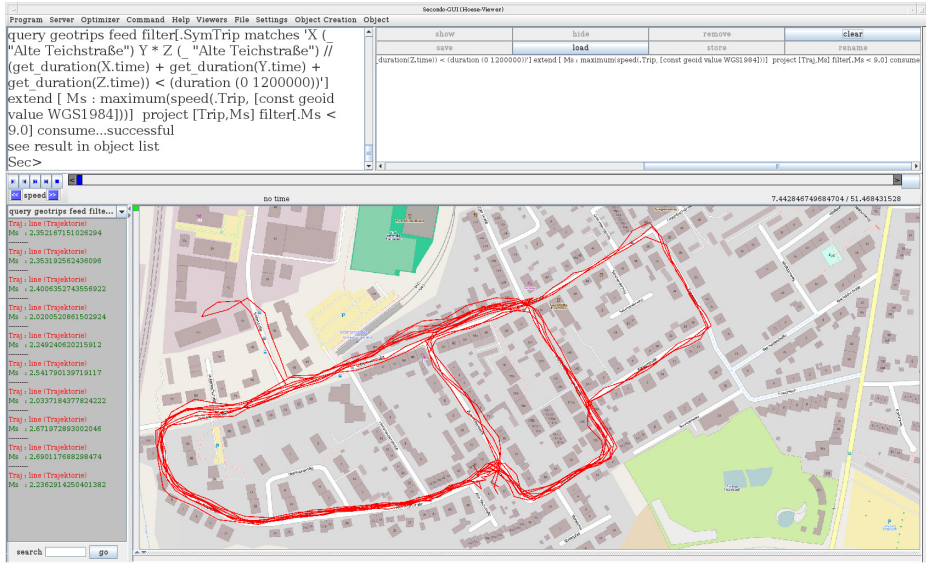 Secondo-GUI (Hoese-Viewer)
Program Server Optimizer Command Help Viewers File Settings Object Creation Object
query geotrips feed filter[.SymTrip matches 'X (_
"Alte Teichstraße") Y * Z (_ "Alte Teichstraße") //
(get_duration(X.time) + get_duration(Y.time) +
get_duration(Z.time)) < (duration (0 1200000))']
extend [ Ms : maximum(speed(.Trip, [const geoid
value WGS1984]))] project [Trip,Ms] filter[.Ms <
9.0] consume...successful
see result in object list
Sec>
show hide remove clear
save load store rename
_duration(Z.time)) < (duration (0 1200000))'] extend [ Ms : maximum(speed(.Trip, [const geoid value WGS1984]))] project [Traj,Ms] filter[.Ms < 9.0] consume
<< speed >>
no time
7.442846749684704 / 51.468431528
query geotrips feed filte...
Traj : line (Trajektorie)
Ms : 2.352167151026294
----------
Traj : line (Trajektorie)
Ms : 2.353192562436096
----------
Traj : line (Trajektorie)
Ms : 2.4006352743556922
----------
Traj : line (Trajektorie)
Ms : 2.0200520861502924
----------
Traj : line (Trajektorie)
Ms : 2.249240620215912
----------
Traj : line (Trajektorie)
Ms : 2.541790139719117
----------
Traj : line (Trajektorie)
Ms : 2.0337184377824222
----------
Traj : line (Trajektorie)
Ms : 2.671972893002046
----------
Traj : line (Trajektorie)
Ms : 2.690117688298474
----------
Traj : line (Trajektorie)
Ms : 2.2362914250401382
search go